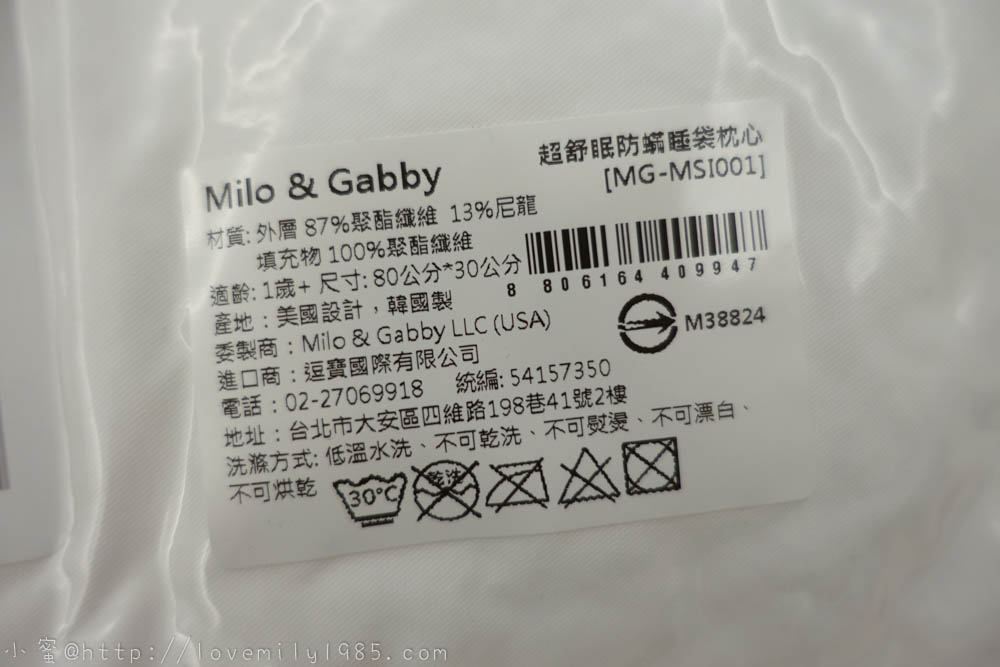 超舒眠防蟎睡袋枕心
Milo & Gabby
[MG-MSI001]
材質: 外層 87%聚酯纖維 13%尼龍
填充物 100%聚酯纖維
適齡: 1歲+ 尺寸: 80公分*30公分
8 806164 409947
產地：美國設計，韓國製
委製商：Milo & Gabby LLC (USA)
M38824
進口商：逗寶國際有限公司
電話：02-27069918 統編: 54157350
地址：台北市大安區四維路198巷41號2樓
洗滌方式: 低溫水洗、不可乾洗、不可熨燙、不可漂白、
不可烘乾
30°C
乾洗
小蜜@http://lovemily1985.com